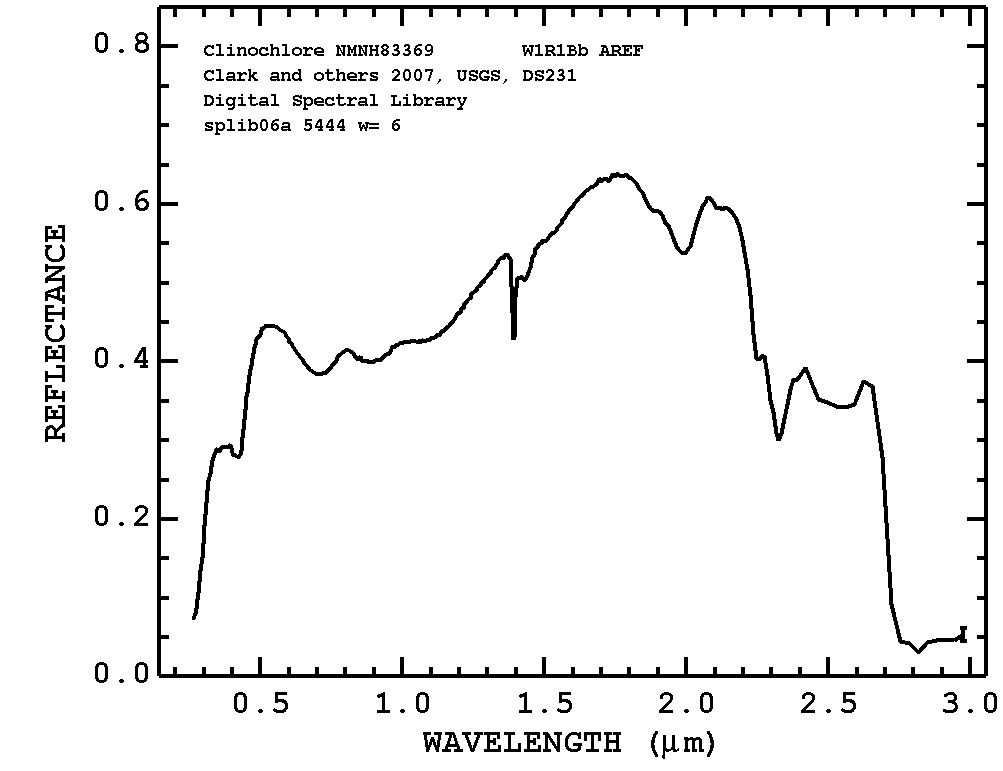 0.8
Clinochlore NMNH83369 W1R1Bb AREF
Clark and others 2007, USGS, DS231
Digital Spectral Library
splib06a 5444 w= 6
0.6
0.4
0.2
0.0
REFLECTANCE
0.5 1.0 1.5 2.0 2.5 3.0
WAVELENGTH (μm)